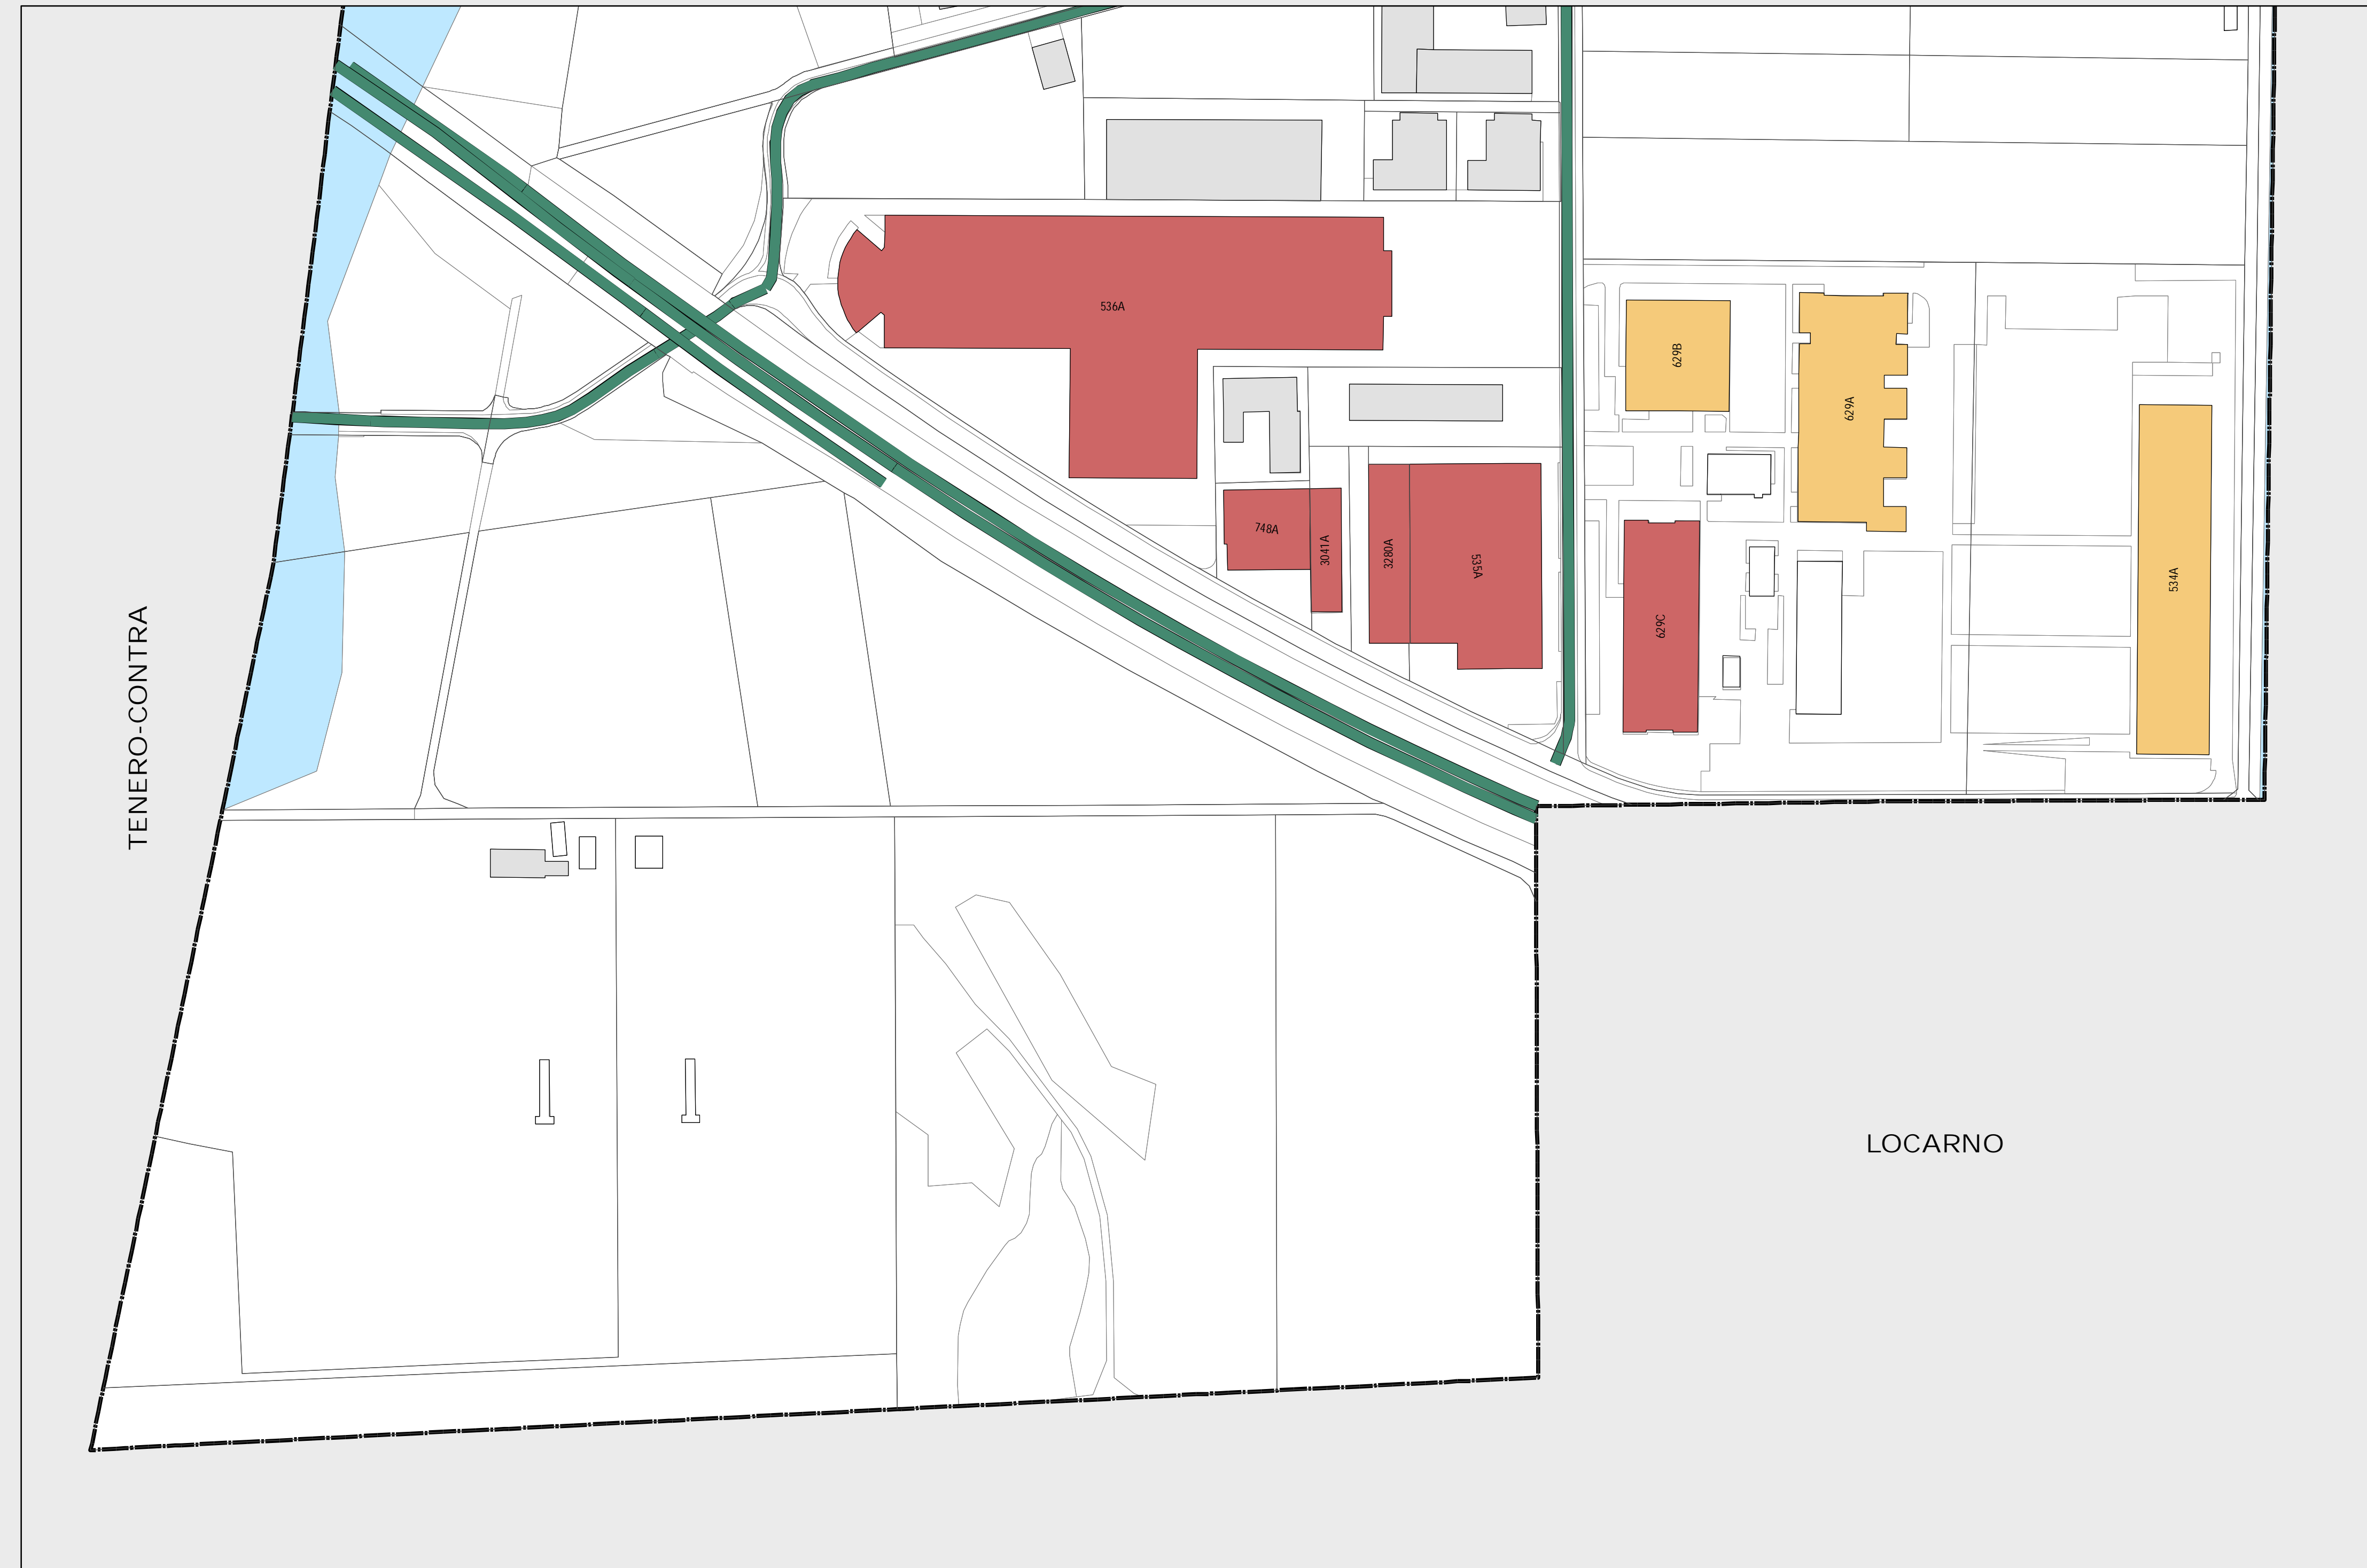 536A
629B
629A
748A
3041A
3280A
535A
534A
629C
TENERO-CONTRA
LOCARNO